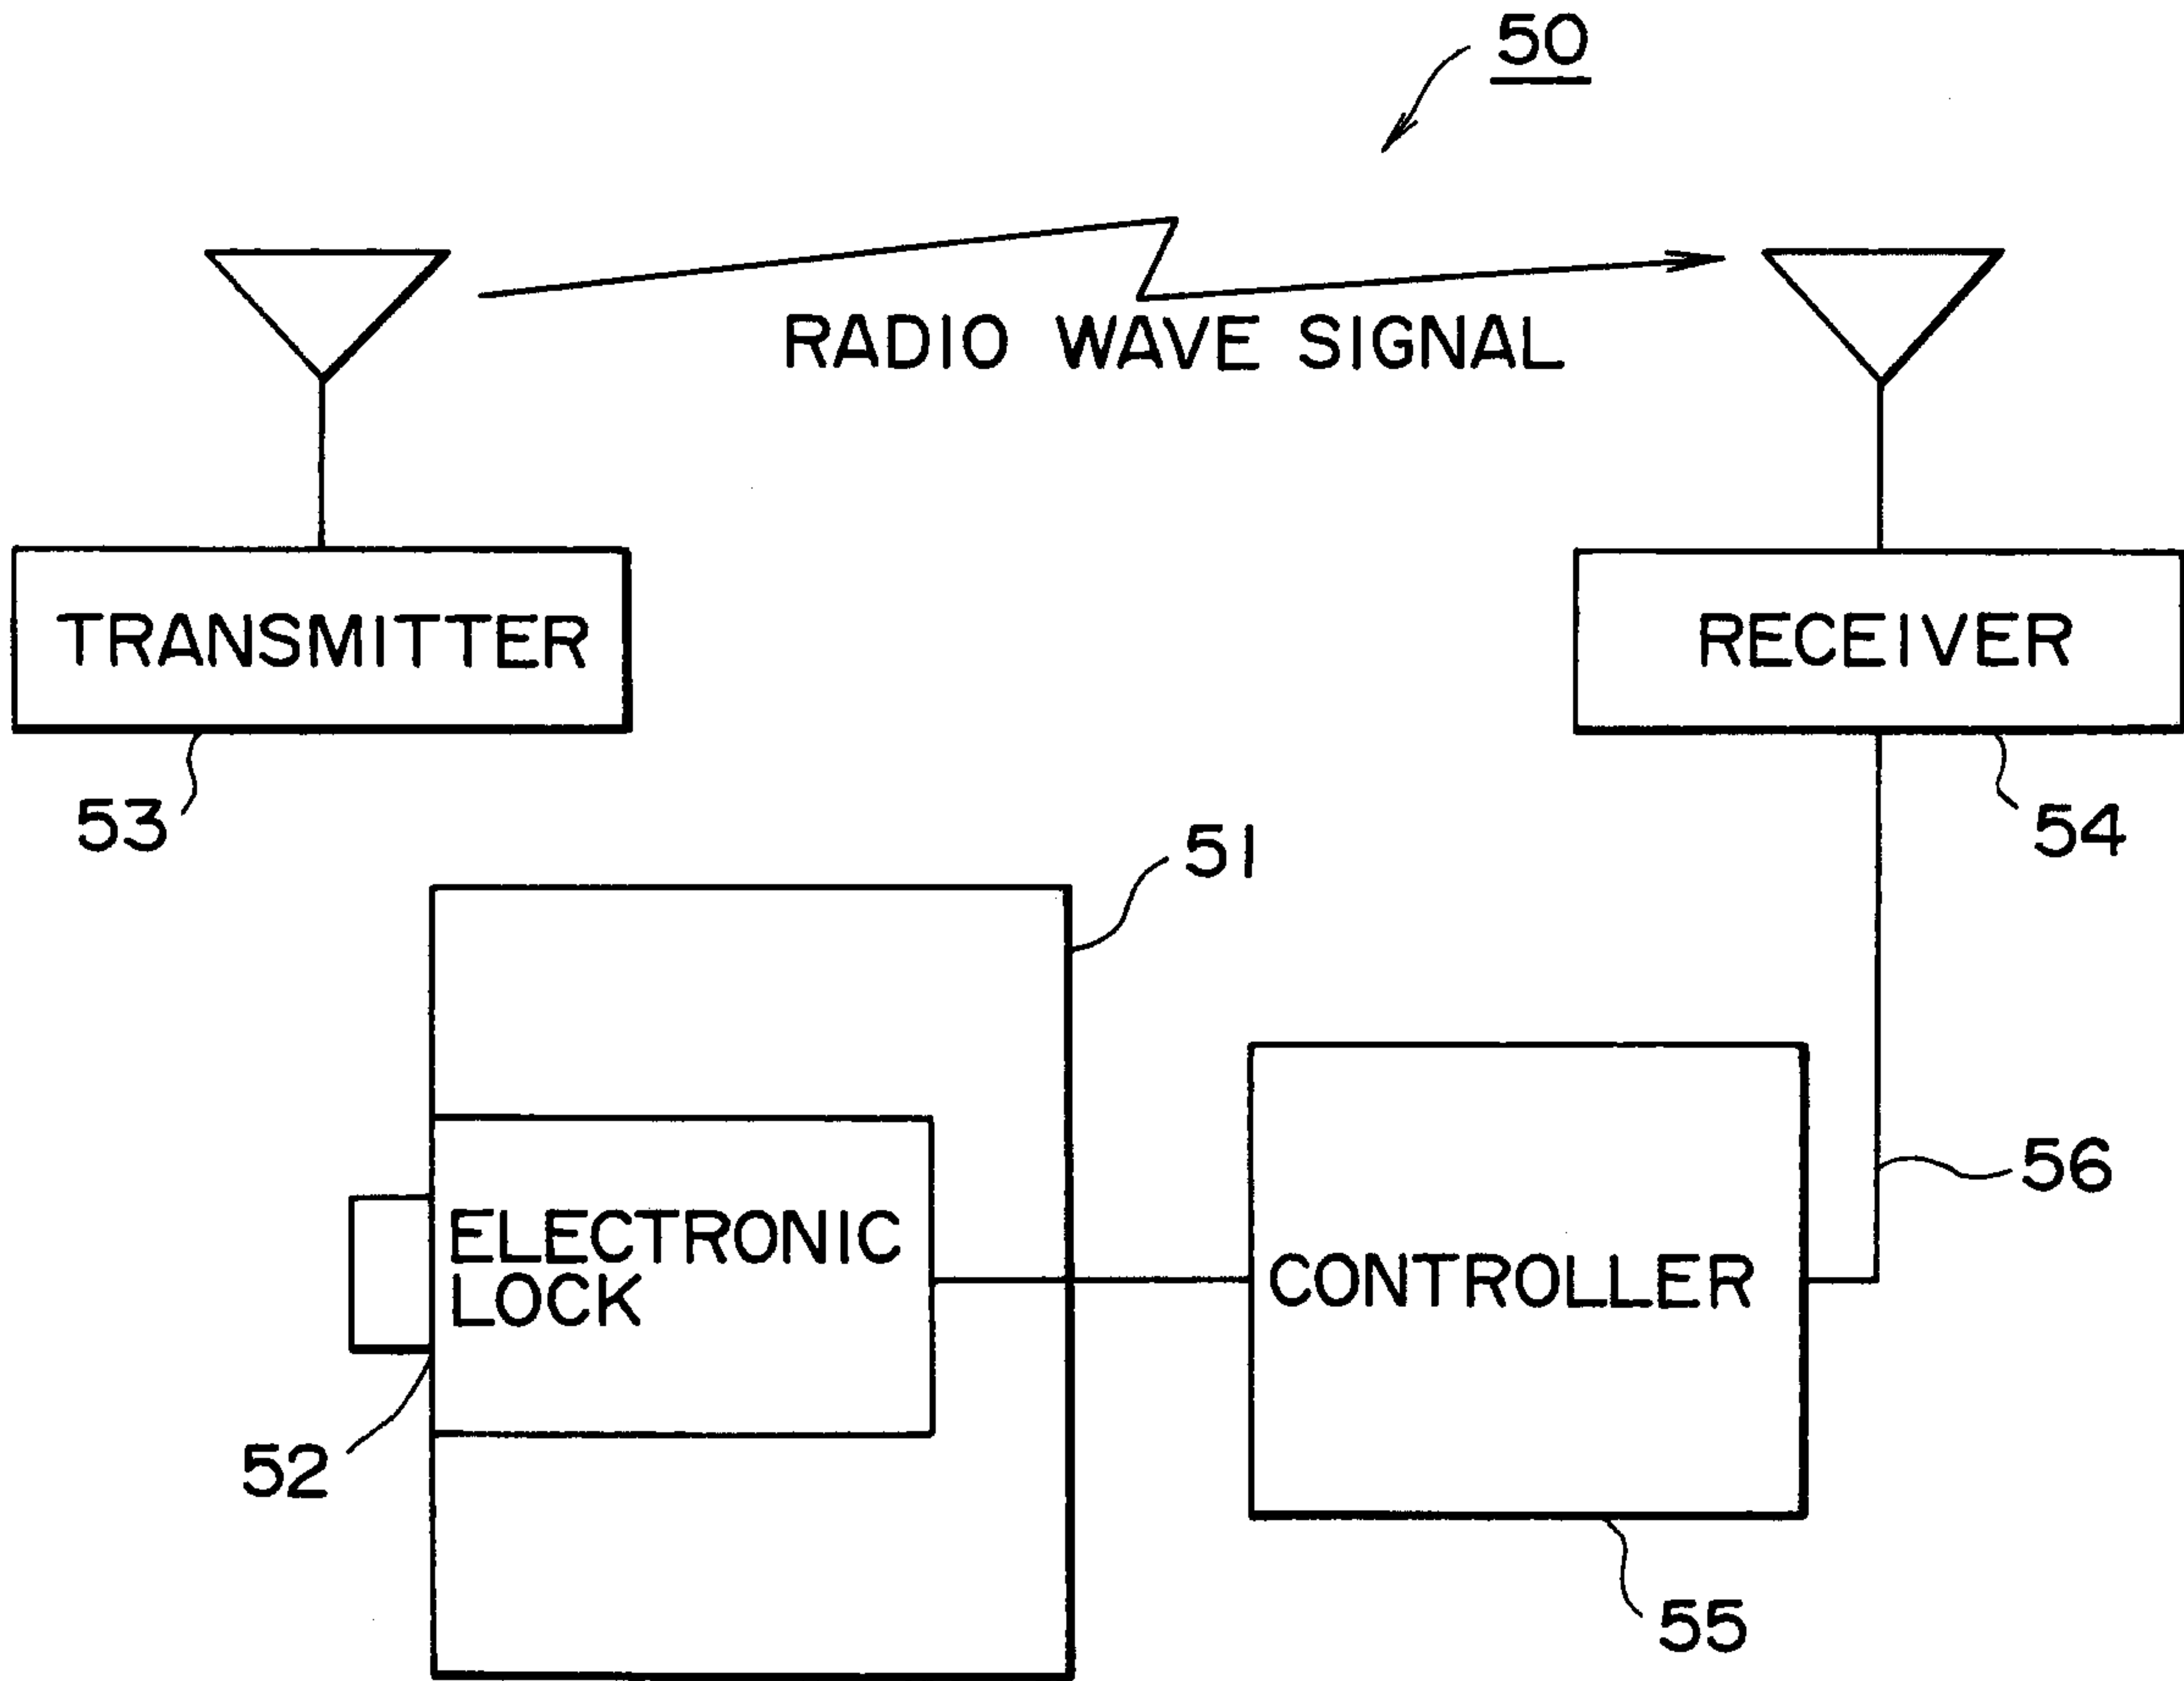 50
RADIO WAVE SIGNAL
TRANSMITTER
RECEIVER
53
54
51
56
ELECTRONIC
LOCK
CONTROLLER
52
55